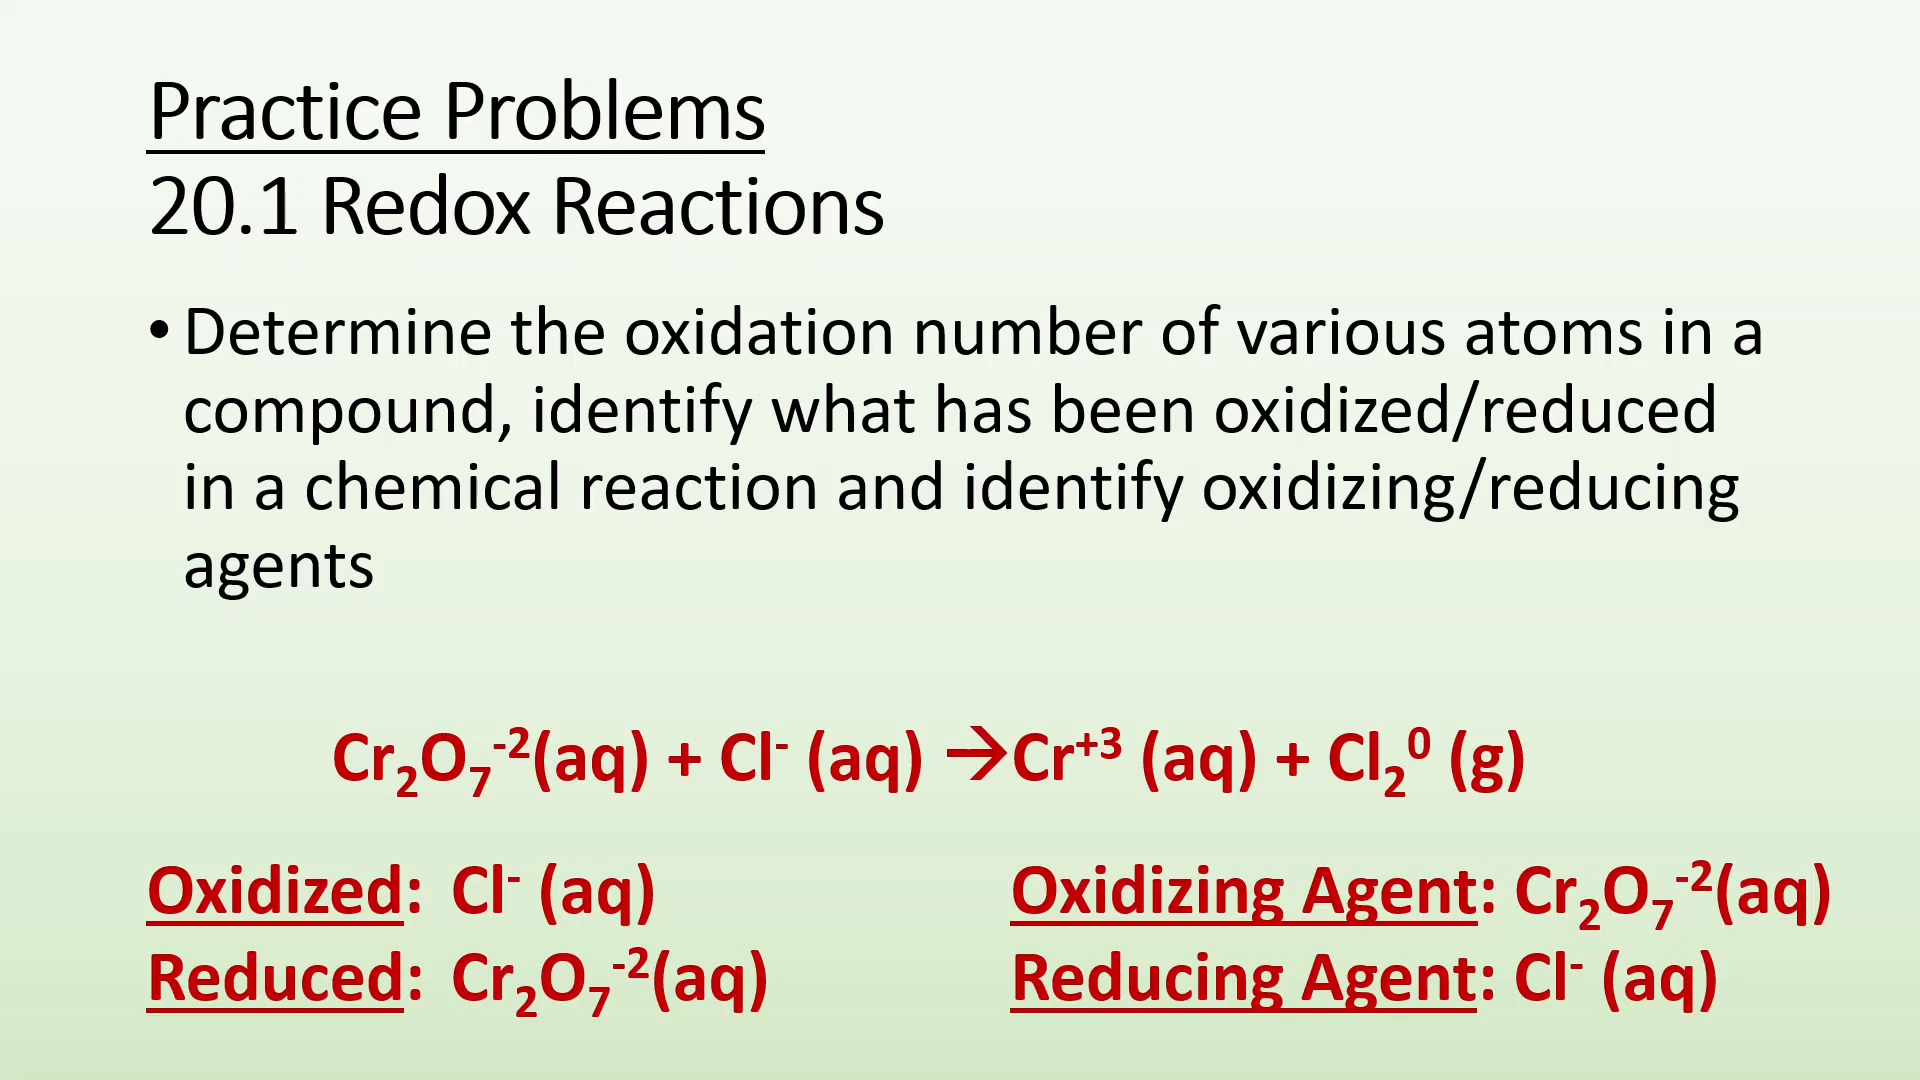 Practice Problems
20.1 Redox Reactions
• Determine the oxidation number of various atoms in a
compound, identify what has been oxidized/reduced
in a chemical reaction and identify oxidizing/reducing
agents
Cr₂O₇⁻²(aq) + Cl⁻ (aq) →Cr⁺³ (aq) + Cl₂⁰ (g)
Oxidized: Cl⁻ (aq) Oxidizing Agent: Cr₂O₇⁻²(aq)
Reduced: Cr₂O₇⁻²(aq) Reducing Agent: Cl⁻ (aq)